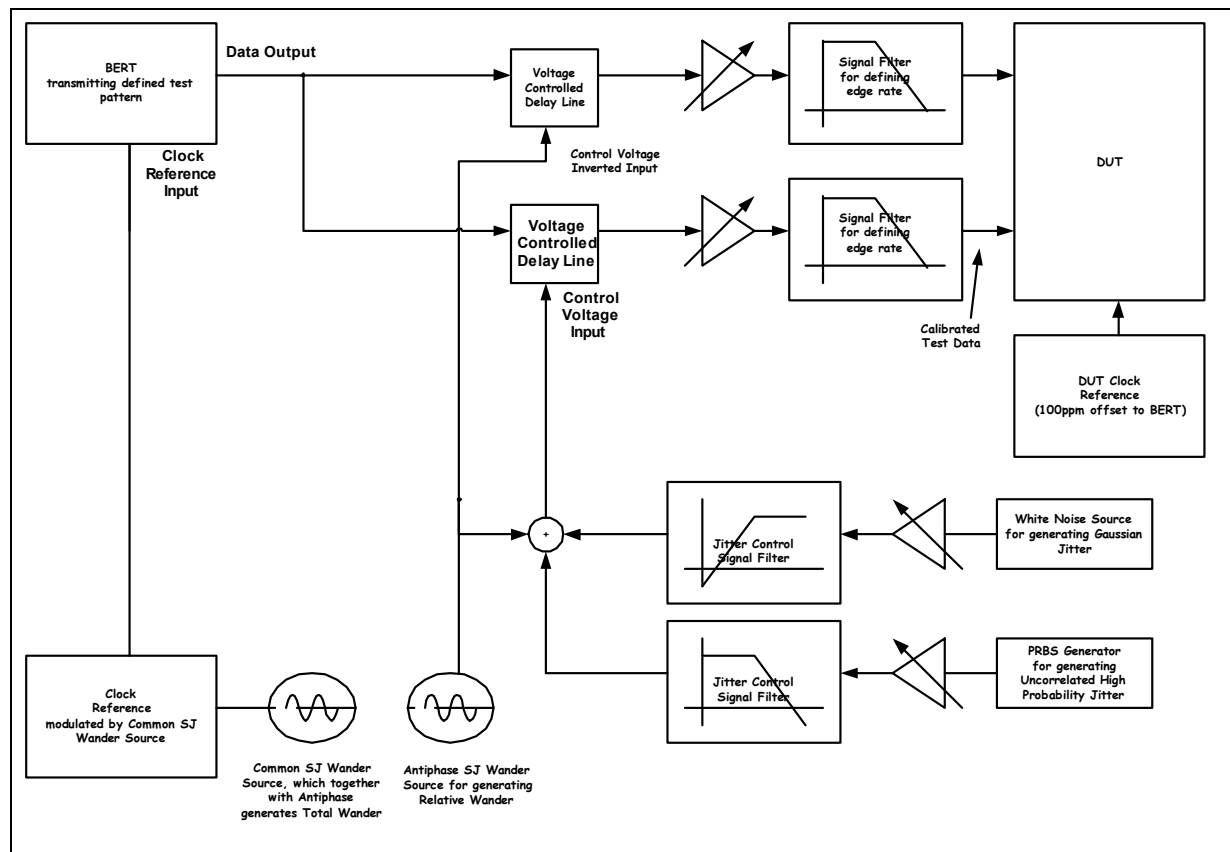 BERT
transmitting defined test
pattern
Data Output
Clock
Reference
Input
Voltage
Controlled
Delay Line
Control Voltage
Inverted Input
Signal Filter
for defining
edge rate
DUT
Voltage
Controlled
Delay Line
Control
Voltage
Input
Signal Filter
for defining
edge rate
Calibrated
Test Data
DUT Clock
Reference
(100ppm offset to BERT)
+
Jitter Control
Signal Filter
White Noise Source
for generating Gaussian
Jitter
Jitter Control
Signal Filter
PRBS Generator
for generating
Uncorrelated High
Probability Jitter
Clock
Reference
modulated by Common SJ
Wander Source
Common SJ Wander
Source, which together
with Antiphase
generates Total Wander
Antiphase SJ Wander
Source for generating
Relative Wander